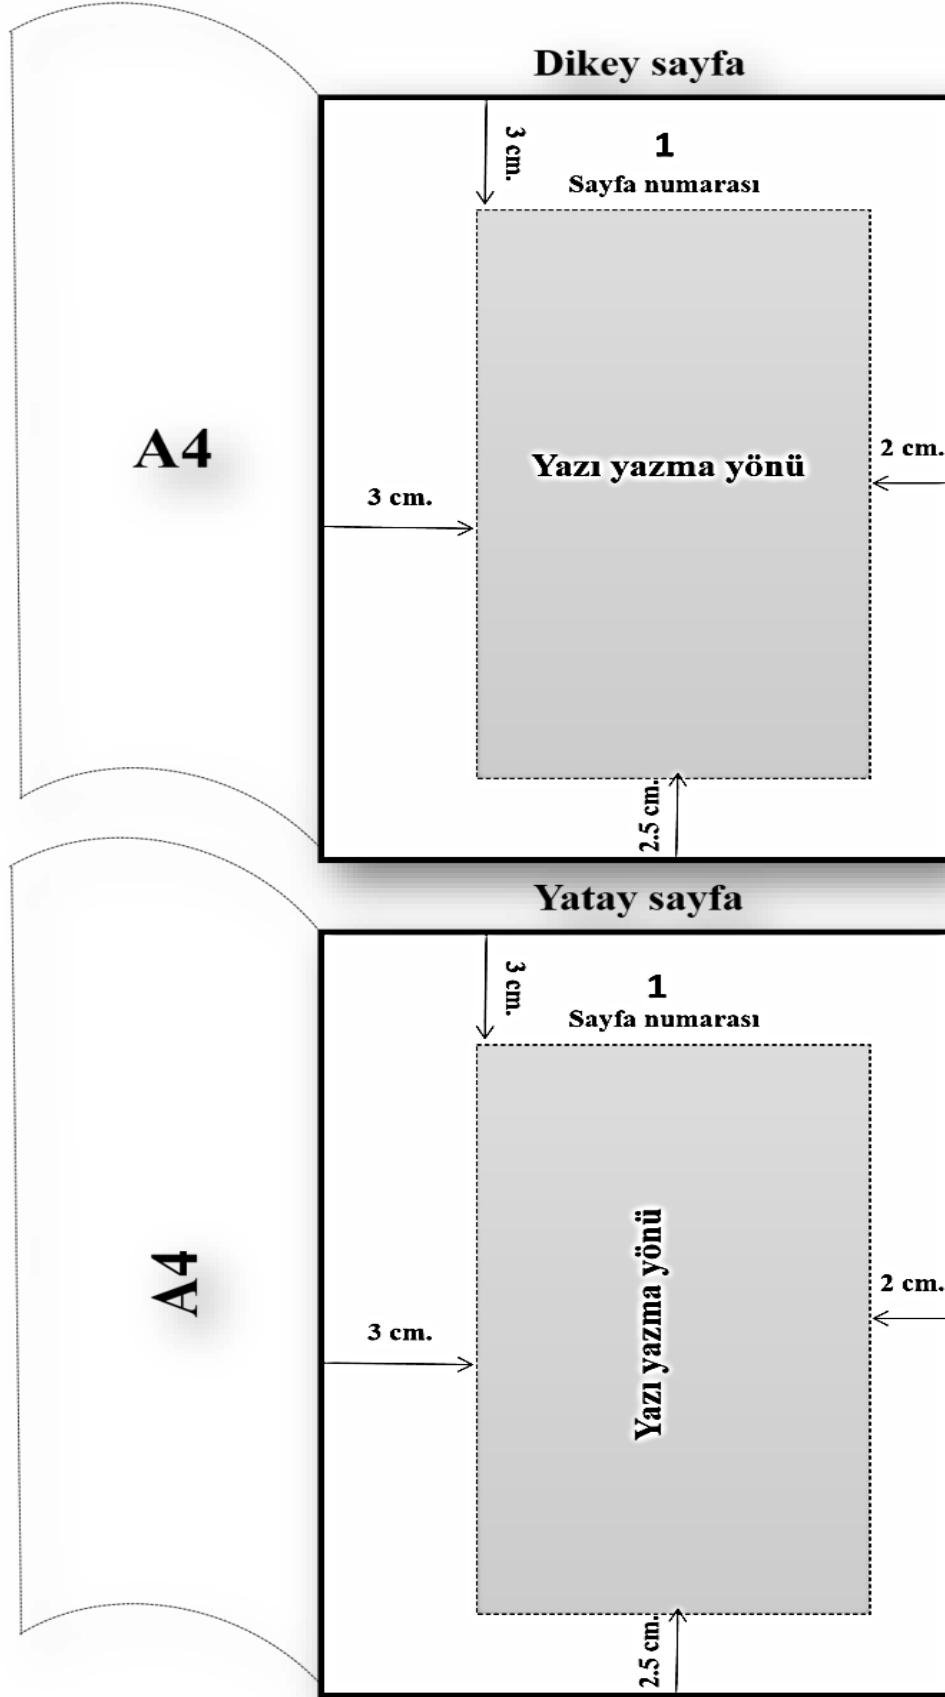 Dikey sayfa
3 cm.
1
Sayfa numarası
A4
Yazı yazma yönü
2 cm.
3 cm.
2.5 cm.
Yatay sayfa
3 cm.
1
Sayfa numarası
A4
Yazı yazma yönü
2 cm.
3 cm.
2.5 cm.